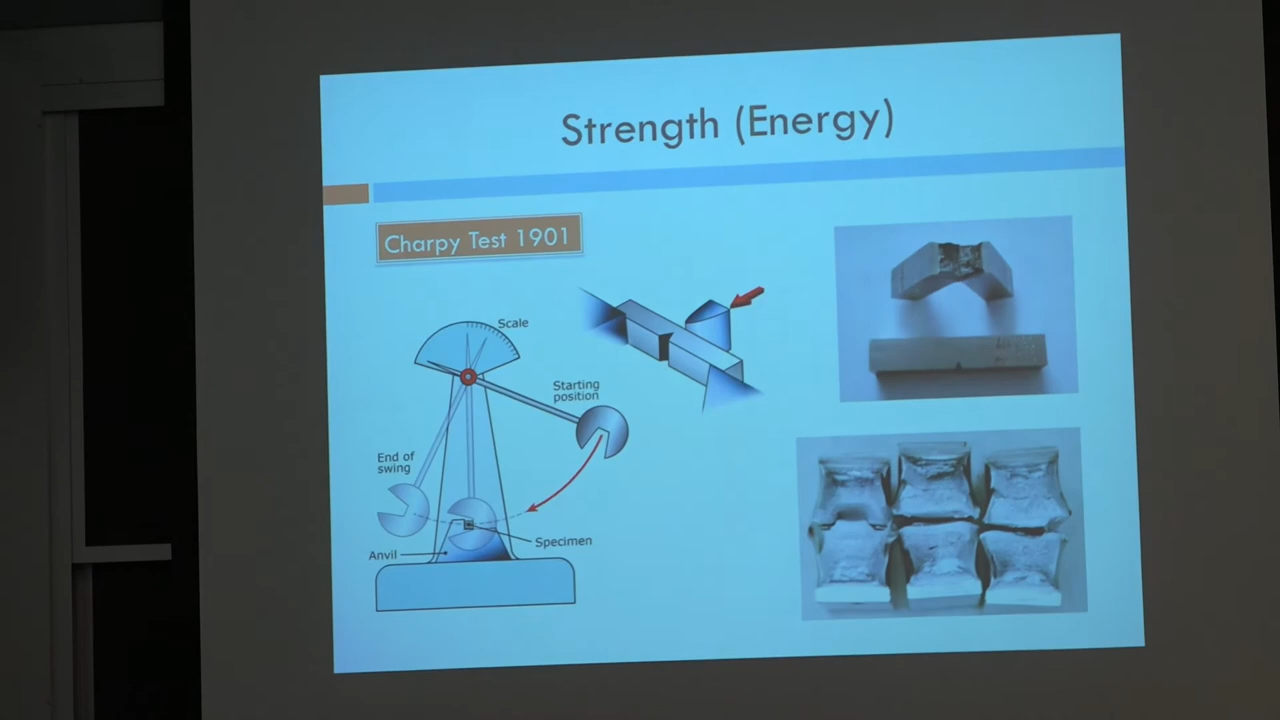 Strength (Energy)
Charpy Test 1901
Scale
Starting
position
End of
swing
Specimen
Anvil